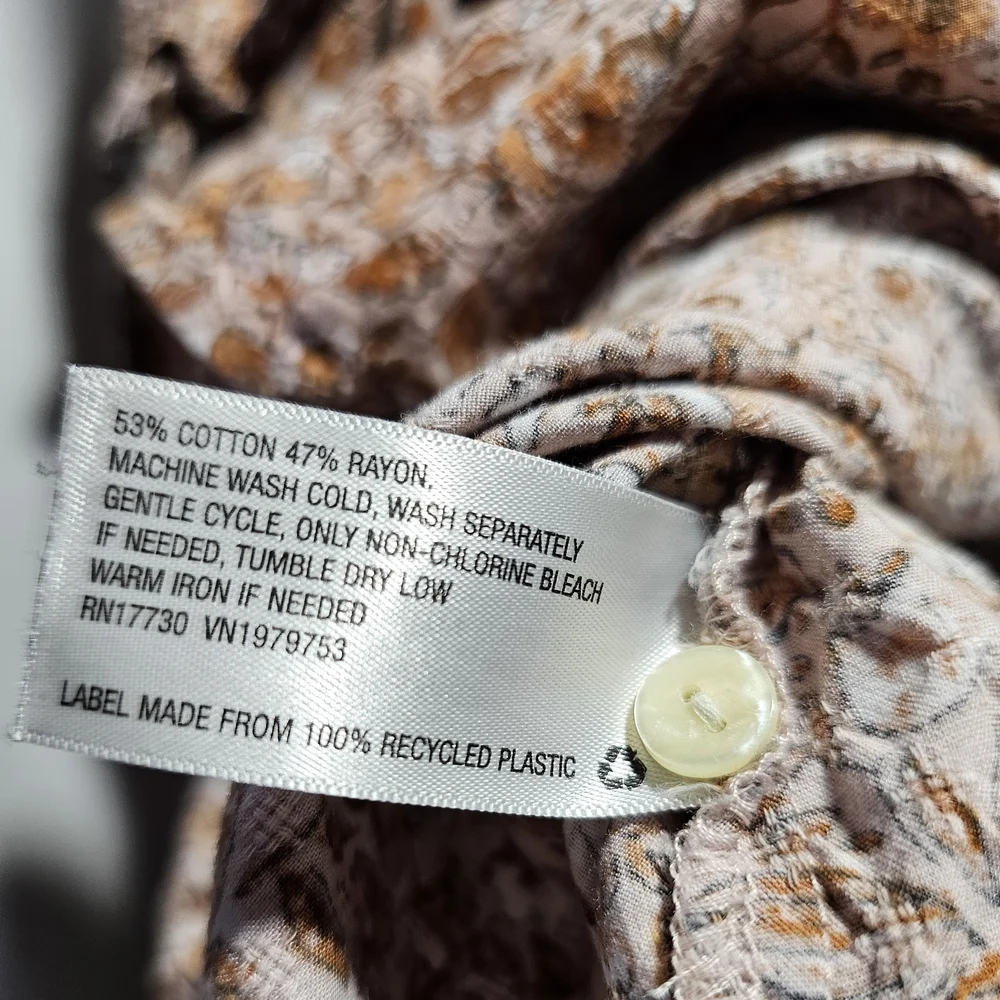 53% COTTON 47% RAYON,
MACHINE WASH COLD, WASH SEPARATELY
GENTLE CYCLE, ONLY NON-CHLORINE BLEACH
IF NEEDED, TUMBLE DRY LOW
WARM IRON IF NEEDED
RN17730 VN1979753
LABEL MADE FROM 100% RECYCLED PLASTIC